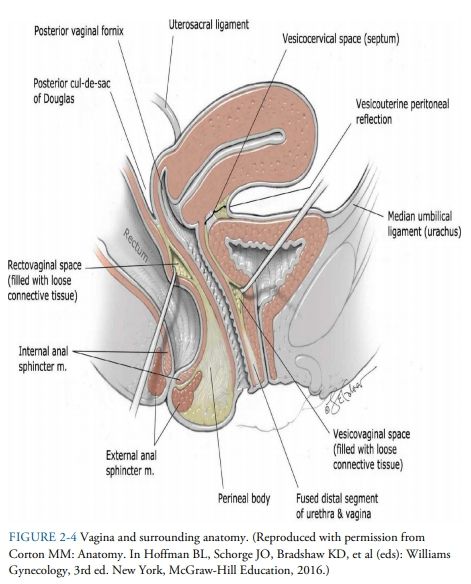 Posterior vaginal fornix
Uterosacral ligament
Vesicocervical space (septum)
Posterior cul-de-sac
of Douglas
Vesicouterine peritoneal
reflection
Median umbilical
ligament (urachus)
Rectum
Rectovaginal space
(filled with loose
connective tissue)
Internal anal
sphincter m.
External anal
sphincter m.
Perineal body
Fused distal segment
of urethra & vagina
Vesicovaginal space
(filled with loose
connective tissue)
FIGURE 2-4 Vagina and surrounding anatomy. (Reproduced with permission from
Corton MM: Anatomy. In Hoffman BL, Schorge JO, Bradshaw KD, et al (eds): Williams
Gynecology, 3rd ed. New York, McGraw-Hill Education, 2016.)